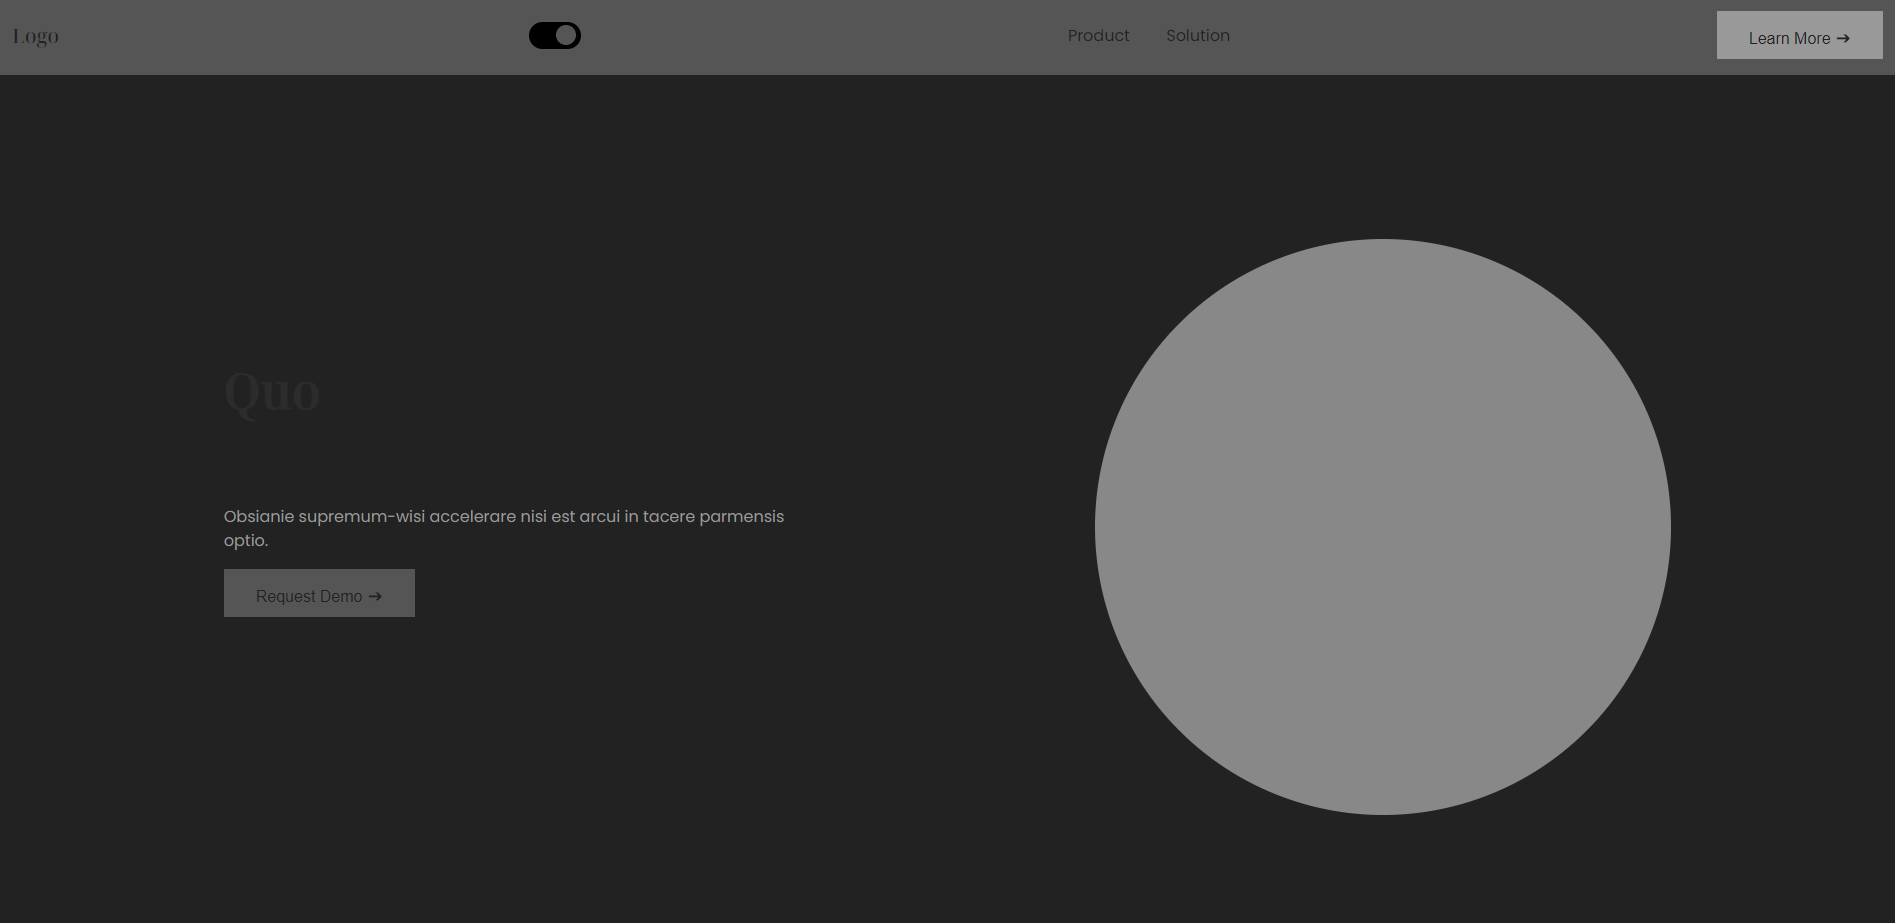 Logo
Product
Solution
Learn More ➔
Quo
Obsianie supremum-wisi accelerare nisi est arcui in tacere parmensis
optio.
Request Demo ➔